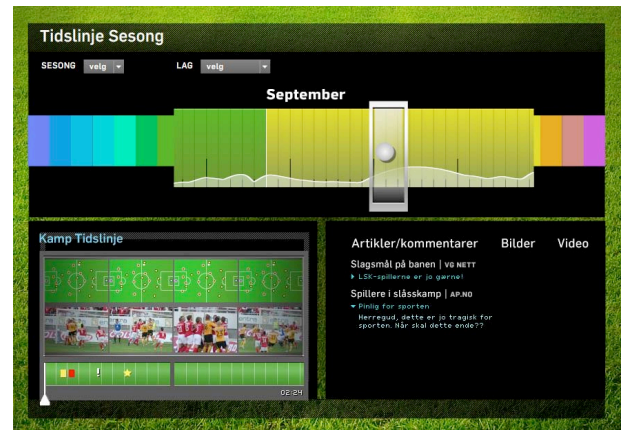 Tidslinje Sesong
SESONG velg LAG velg
September
Kamp Tidslinje
02:24
Artikler/kommentarer Bilder Video
Slagsmål på banen | VG NETT
LSK-spillerne er jo gærne!
Spillere i slåsskamp | AP.NO
Pinlig for sporten
Herregud, dette er jo tragisk for
sporten. Når skal dette ende??